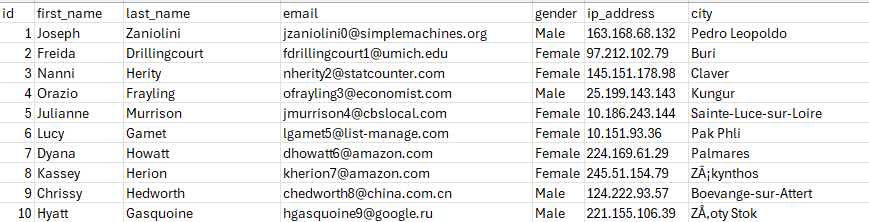 id first_name last_name email gender ip_address city
1 Joseph Zaniolini jzaniolini0@simplemachines.org Male 163.168.68.132 Pedro Leopoldo
2 Freida Drillingcourt fdrillingcourt1@umich.edu Female 97.212.102.79 Buri
3 Nanni Herity nherity2@statcounter.com Female 145.151.178.98 Claver
4 Orazio Frayling ofrayling3@economist.com Male 25.199.143.143 Kungur
5 Julianne Murrison jmurrison4@cbslocal.com Female 10.186.243.144 Sainte-Luce-sur-Loire
6 Lucy Gamet lgamet5@list-manage.com Female 10.151.93.36 Pak Phli
7 Dyana Howatt dhowatt6@amazon.com Female 224.169.61.29 Palmares
8 Kassey Herion kherion7@amazon.com Female 245.51.154.79 ZÃ¡kynthos
9 Chrissy Hedworth chedworth8@china.com.cn Male 124.222.93.57 Boevange-sur-Attert
10 Hyatt Gasquoine hgasquoine9@google.ru Male 221.155.106.39 ZÅ‚oty Stok